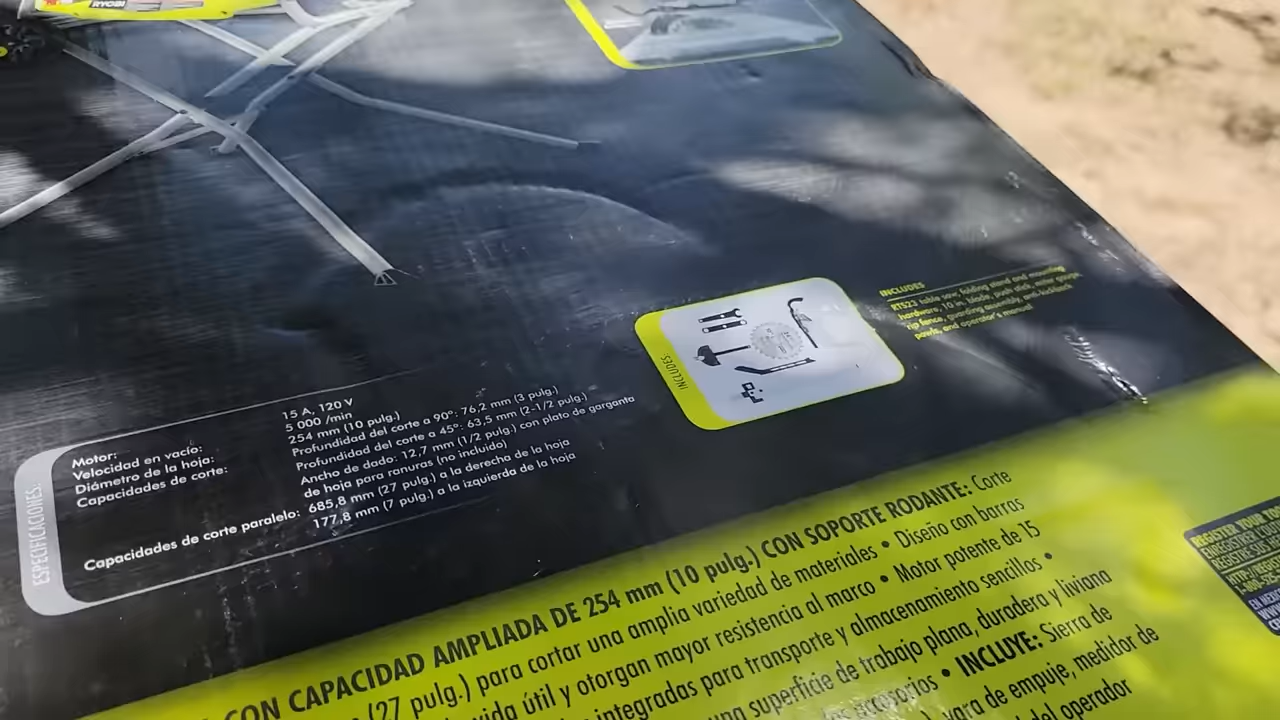 RYOBI
INCLUDES
RTS23 table saw, folding stand and mounting
hardware, 10 in. blade, push stick, miter gauge,
rip fence, guarding assembly, anti-kickback
pawls, and operator's manual
INCLUDES:
ESPECIFICACIONES:
Motor: 15 A, 120 V
Velocidad en vacío: 5 000 /min
Diámetro de la hoja: 254 mm (10 pulg.)
Capacidades de corte: Profundidad del corte a 90°: 76,2 mm (3 pulg.)
Profundidad del corte a 45°: 63,5 mm (2-1/2 pulg.)
Ancho de dado: 12,7 mm (1/2 pulg.) con plato de garganta
de hoja para ranuras (no incluido)
Capacidades de corte paralelo: 685,8 mm (27 pulg.) a la derecha de la hoja
177,8 mm (7 pulg.) a la izquierda de la hoja
CON CAPACIDAD AMPLIADA DE 254 mm (10 pulg.) CON SOPORTE RODANTE: Corte
(27 pulg.) para cortar una amplia variedad de materiales • Diseño con barras
vida útil y otorgan mayor resistencia al marco • Motor potente de 15
integradas para transporte y almacenamiento sencillos •
una superficie de trabajo plana, duradera y liviana
accesorios • INCLUYE: Sierra de
vara de empuje, medidor de
del operador
REGISTER YOUR